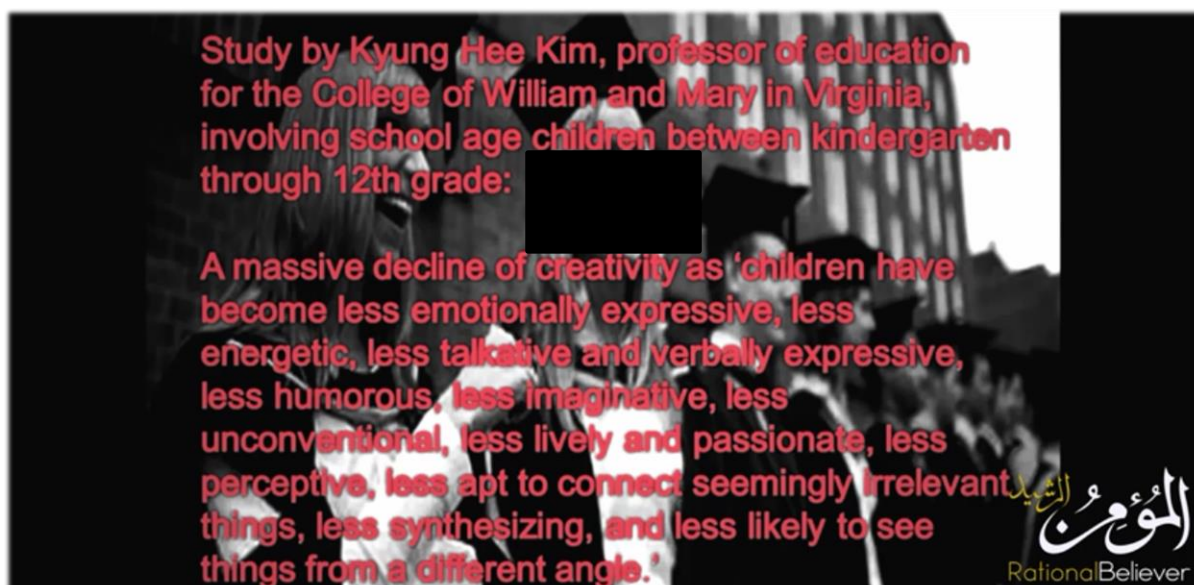 Study by Kyung Hee Kim, professor of education
for the College of William and Mary in Virginia,
involving school age children between kindergarten
through 12th grade:
A massive decline of creativity as ‘children have
become less emotionally expressive, less
energetic, less talkative and verbally expressive,
less humorous, less imaginative, less
unconventional, less lively and passionate, less
perceptive, less apt to connect seemingly irrelevant
things, less synthesizing, and less likely to see
things from a different angle.’
المؤمن الرشيد
RationalBeliever